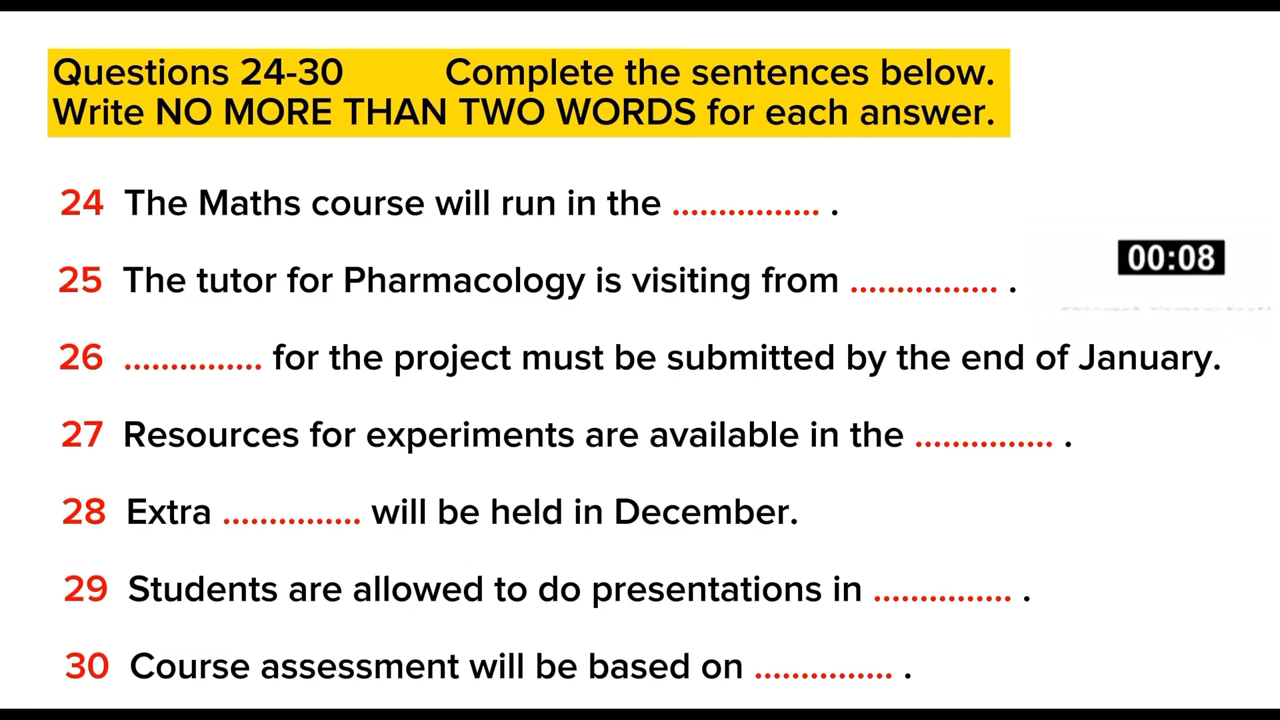 Questions 24-30 Complete the sentences below.
Write NO MORE THAN TWO WORDS for each answer.
24 The Maths course will run in the ................ .
00:08
25 The tutor for Pharmacology is visiting from ................ .
26 ............... for the project must be submitted by the end of January.
27 Resources for experiments are available in the ............... .
28 Extra ............... will be held in December.
29 Students are allowed to do presentations in ............... .
30 Course assessment will be based on ............... .